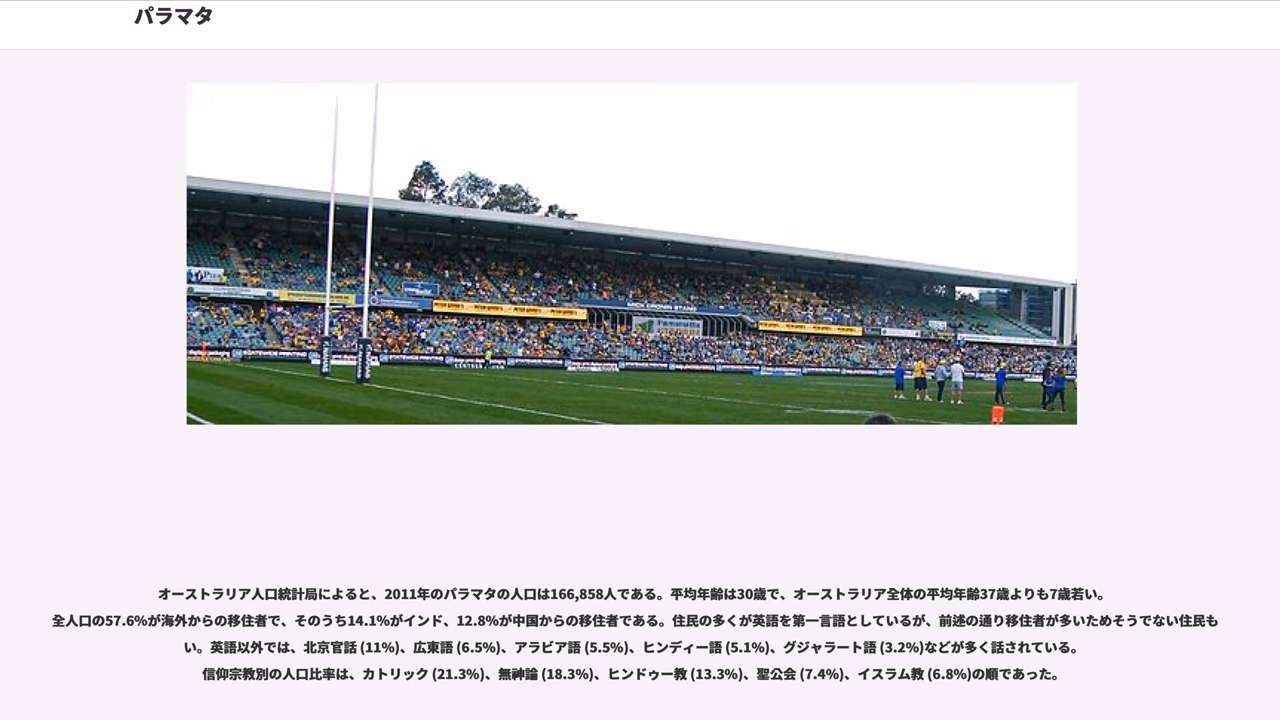 パラマタ
MICK CRONIN STAND
Parramatta
オーストラリア人口統計局によると、2011年のパラマタの人口は166,858人である。平均年齢は30歳で、オーストラリア全体の平均年齢37歳よりも7歳若い。
全人口の57.6%が海外からの移住者で、そのうち14.1%がインド、12.8%が中国からの移住者である。住民の多くが英語を第一言語としているが、前述の通り移住者が多いためそうでない住民も
い。英語以外では、北京官話 (11%)、広東語 (6.5%)、アラビア語 (5.5%)、ヒンディー語 (5.1%)、グジャラート語 (3.2%)などが多く話されている。
信仰宗教別の人口比率は、カトリック (21.3%)、無神論 (18.3%)、ヒンドゥー教 (13.3%)、聖公会 (7.4%)、イスラム教 (6.8%)の順であった。